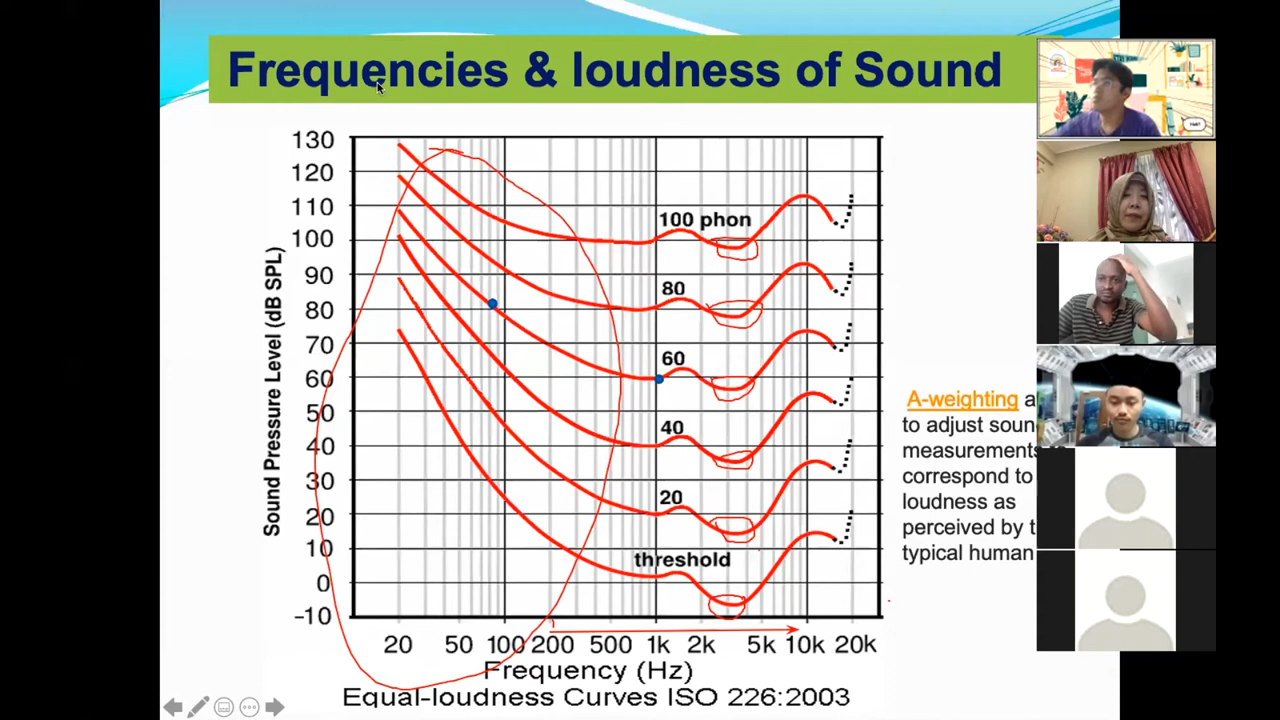 Frequencies & loudness of Sound
130
120
110
100
90
80
70
60
50
40
30
20
10
0
-10
Sound Pressure Level (dB SPL)
100 phon
80
60
40
20
threshold
20 50 100 200 500 1k 2k 5k 10k 20k
Frequency (Hz)
Equal-loudness Curves ISO 226:2003
A-weighting a
to adjust soun
measurements
correspond to
loudness as
perceived by t
typical human